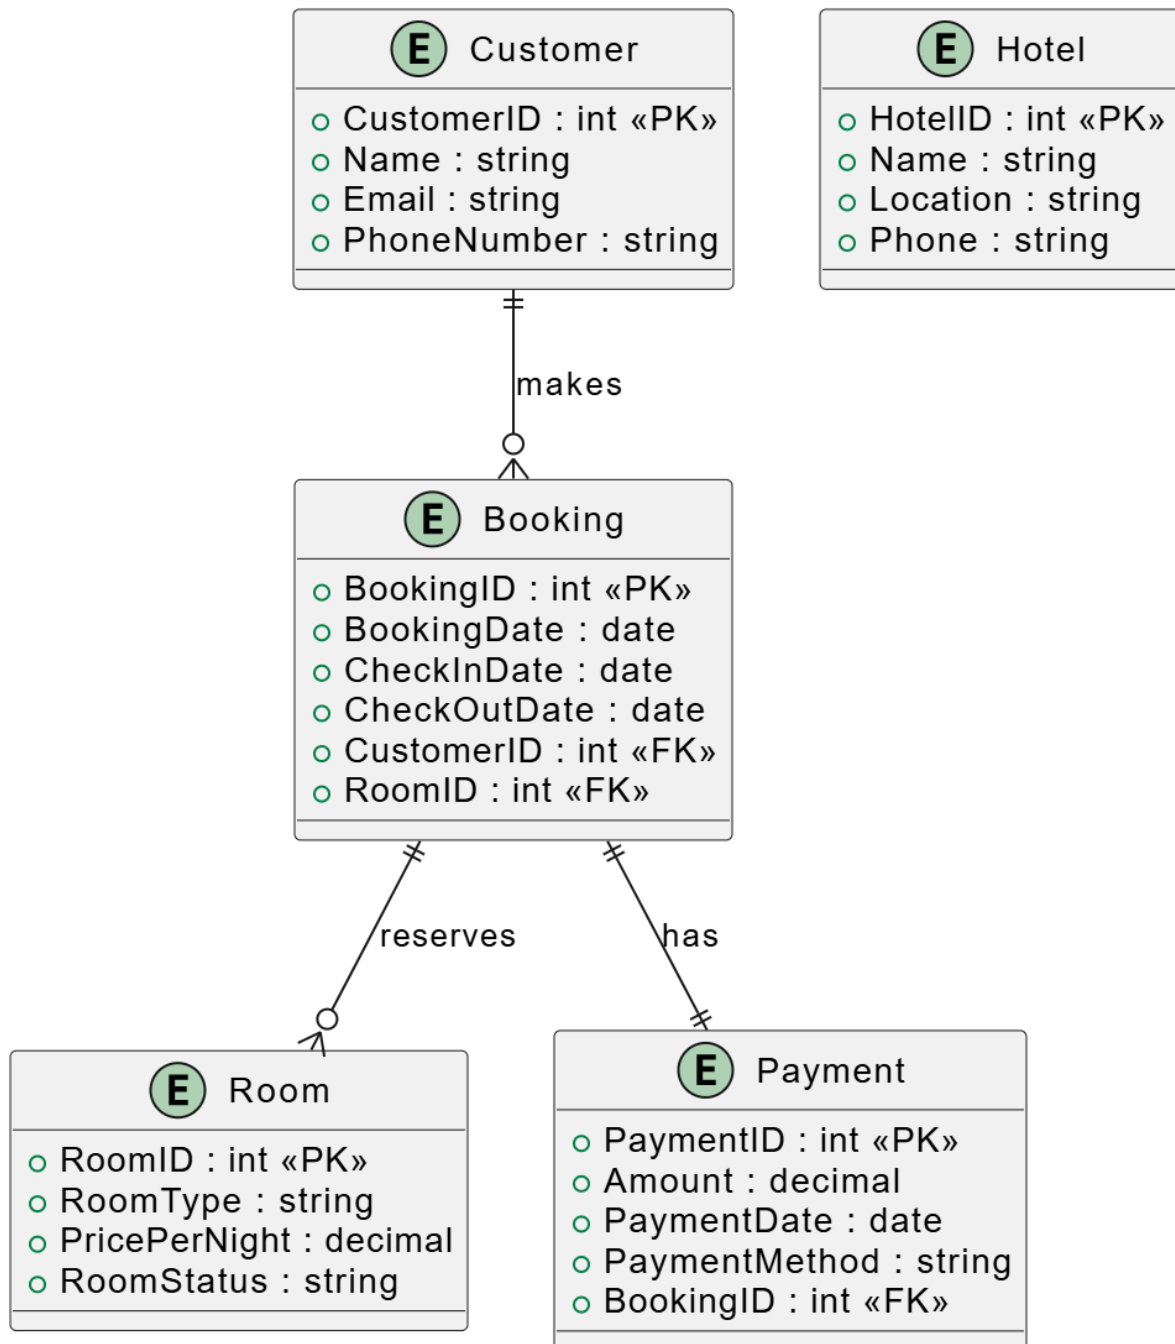 E Customer
CustomerID : int «PK»
Name : string
Email : string
PhoneNumber : string
E Hotel
HotelID : int «PK»
Name : string
Location : string
Phone : string
makes
E Booking
BookingID : int «PK»
BookingDate : date
CheckInDate : date
CheckOutDate : date
CustomerID : int «FK»
RoomID : int «FK»
reserves
has
E Room
RoomID : int «PK»
RoomType : string
PricePerNight : decimal
RoomStatus : string
E Payment
PaymentID : int «PK»
Amount : decimal
PaymentDate : date
PaymentMethod : string
BookingID : int «FK»